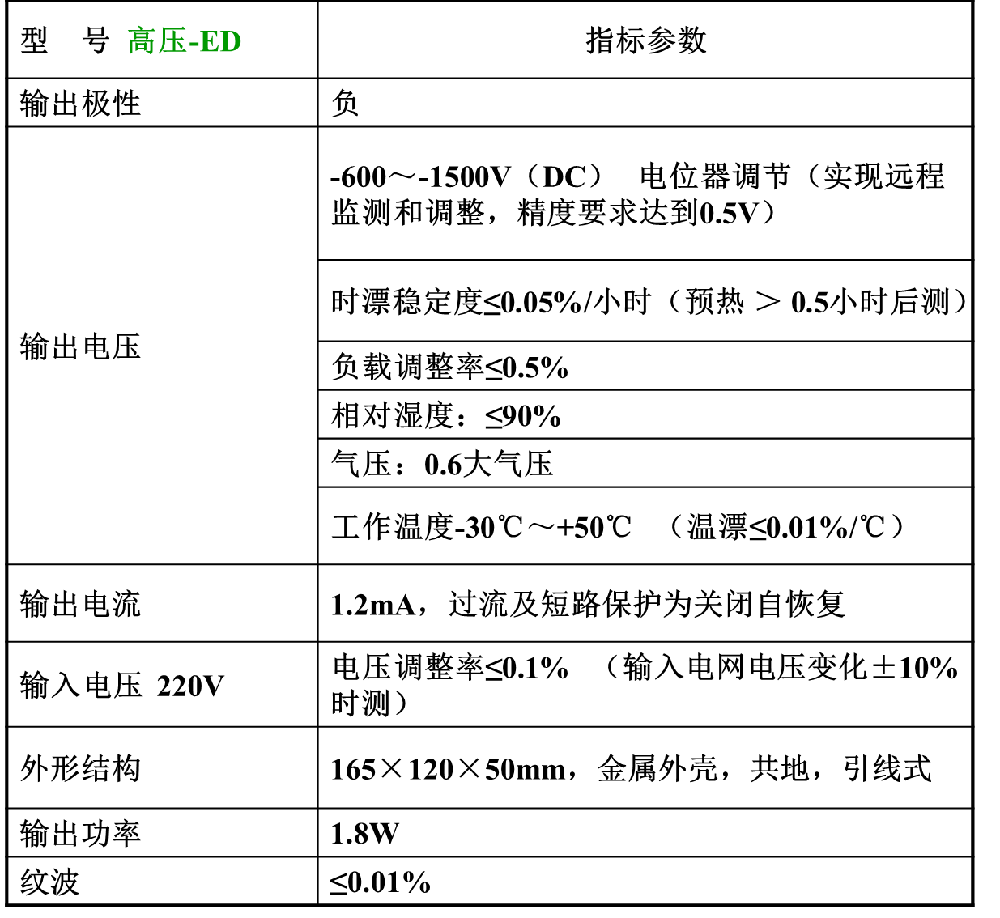 型 号 高压-ED
指标参数
输出极性
负
输出电压
-600～-1500V（DC） 电位器调节（实现远程
监测和调整，精度要求达到0.5V）
时漂稳定度≤0.05%/小时（预热 ＞ 0.5小时后测）
负载调整率≤0.5%
相对湿度：≤90%
气压：0.6大气压
工作温度-30℃～+50℃ （温漂≤0.01%/℃）
输出电流
1.2mA，过流及短路保护为关闭自恢复
输入电压 220V
电压调整率≤0.1% （输入电网电压变化±10%
时测）
外形结构
165×120×50mm，金属外壳，共地，引线式
输出功率
1.8W
纹波
≤0.01%